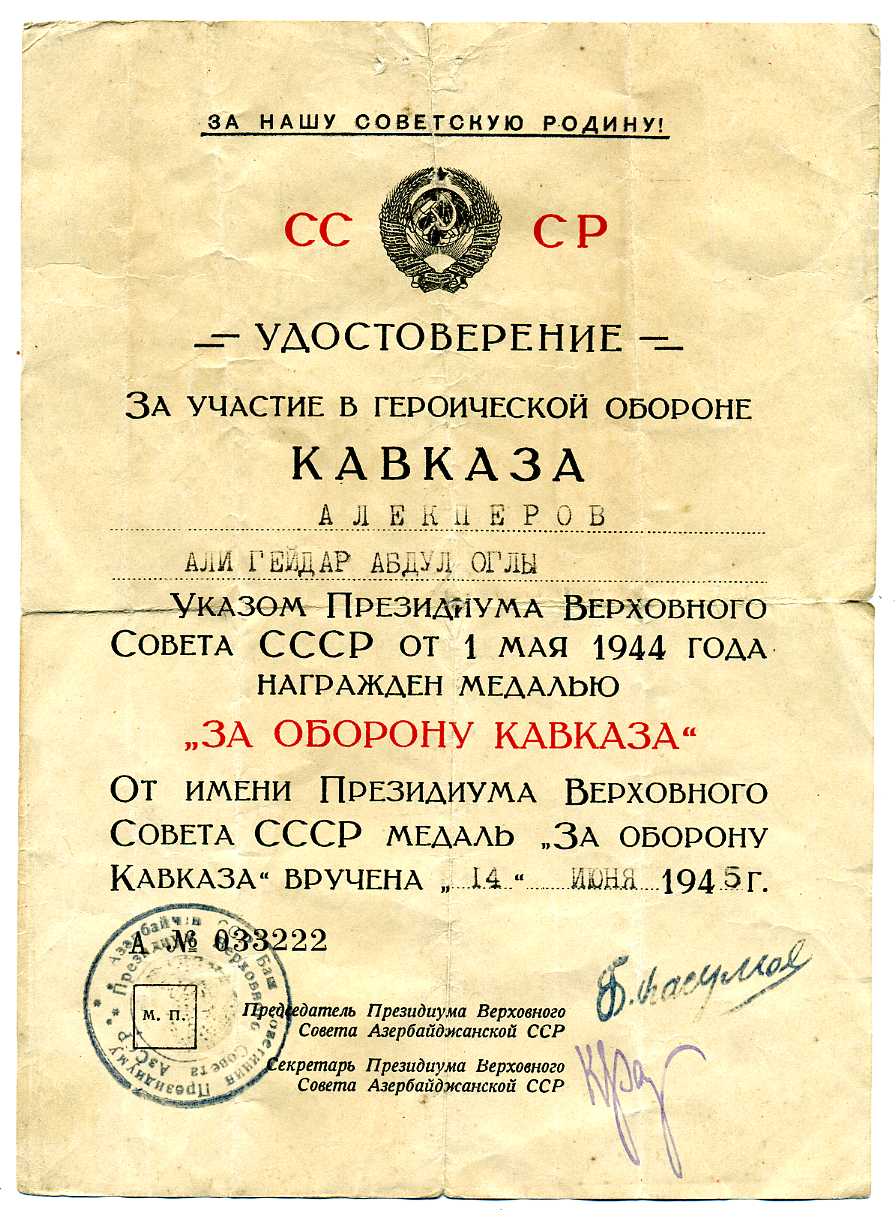 ЗА НАШУ СОВЕТСКУЮ РОДИНУ!
СС СР
УДОСТОВЕРЕНИЕ
ЗА УЧАСТИЕ В ГЕРОИЧЕСКОЙ ОБОРОНЕ
КАВКАЗА
АЛЕКПЕРОВ
АЛИ ГЕЙДАР АБДУЛ ОГЛЫ
УКАЗОМ ПРЕЗИДИУМА ВЕРХОВНОГО
СОВЕТА СССР ОТ 1 МАЯ 1944 ГОДА
НАГРАЖДЕН МЕДАЛЬЮ
„ЗА ОБОРОНУ КАВКАЗА“
ОТ ИМЕНИ ПРЕЗИДИУМА ВЕРХОВНОГО
СОВЕТА СССР МЕДАЛЬ „ЗА ОБОРОНУ
КАВКАЗА“ ВРУЧЕНА „14“ ИЮНЯ 1945 г.
А № 033222
м. п.
Председатель Президиума Верховного
Совета Азербайджанской ССР
Секретарь Президиума Верховного
Совета Азербайджанской ССР